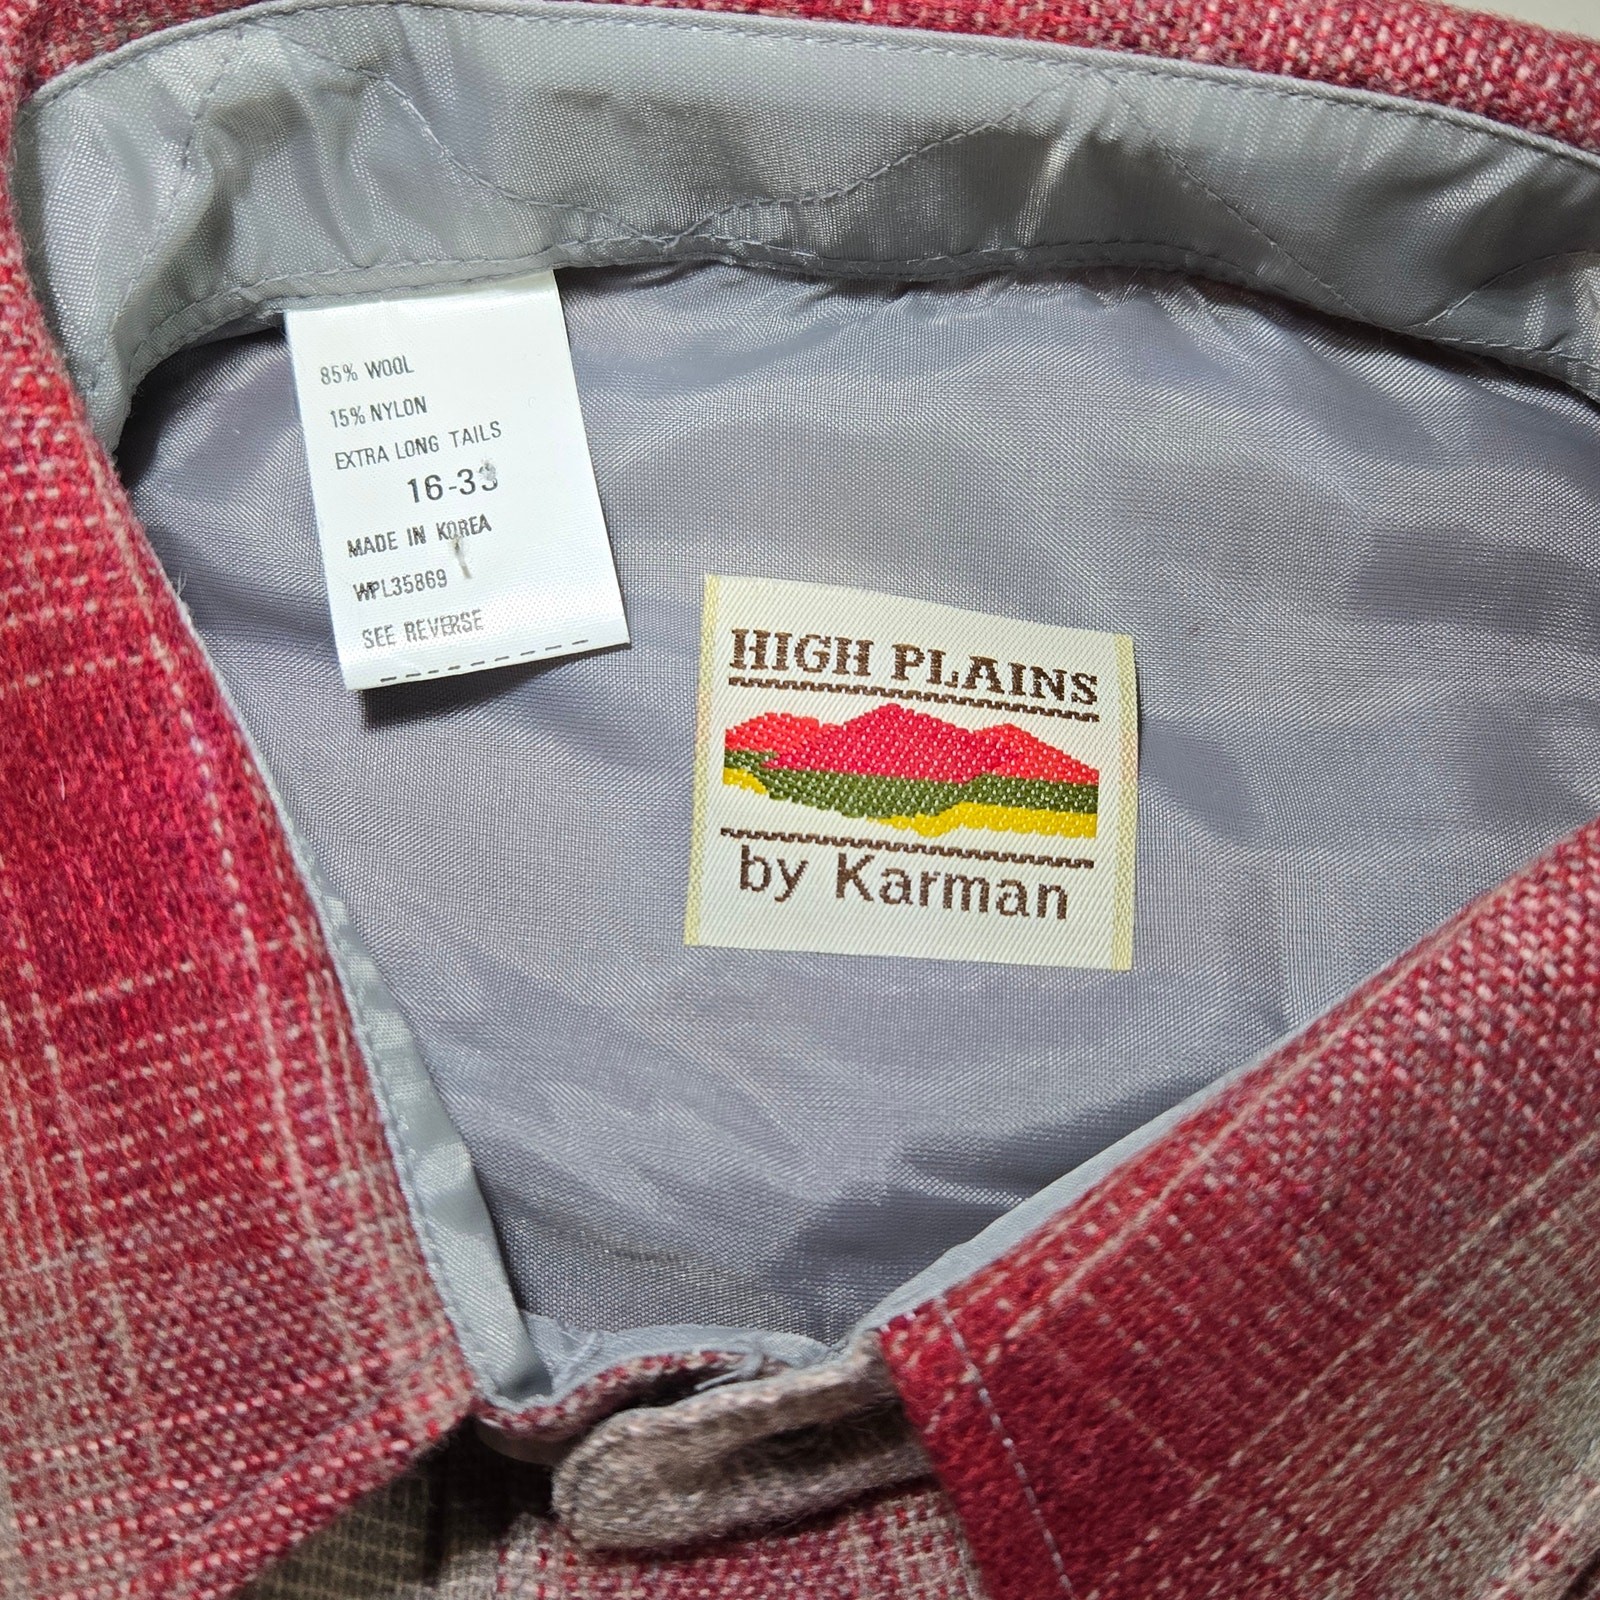 85% WOOL
15% NYLON
EXTRA LONG TAILS
16-33
MADE IN KOREA
WPL35869
SEE REVERSE
HIGH PLAINS
by Karman